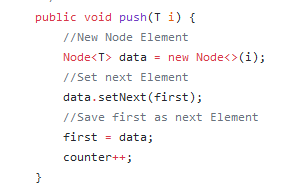 public void push(T i) {
//New Node Element
Node<T> data = new Node<>(i);
//Set next Element
data.setNext(first);
//Save first as next Element
first = data;
counter++;
}